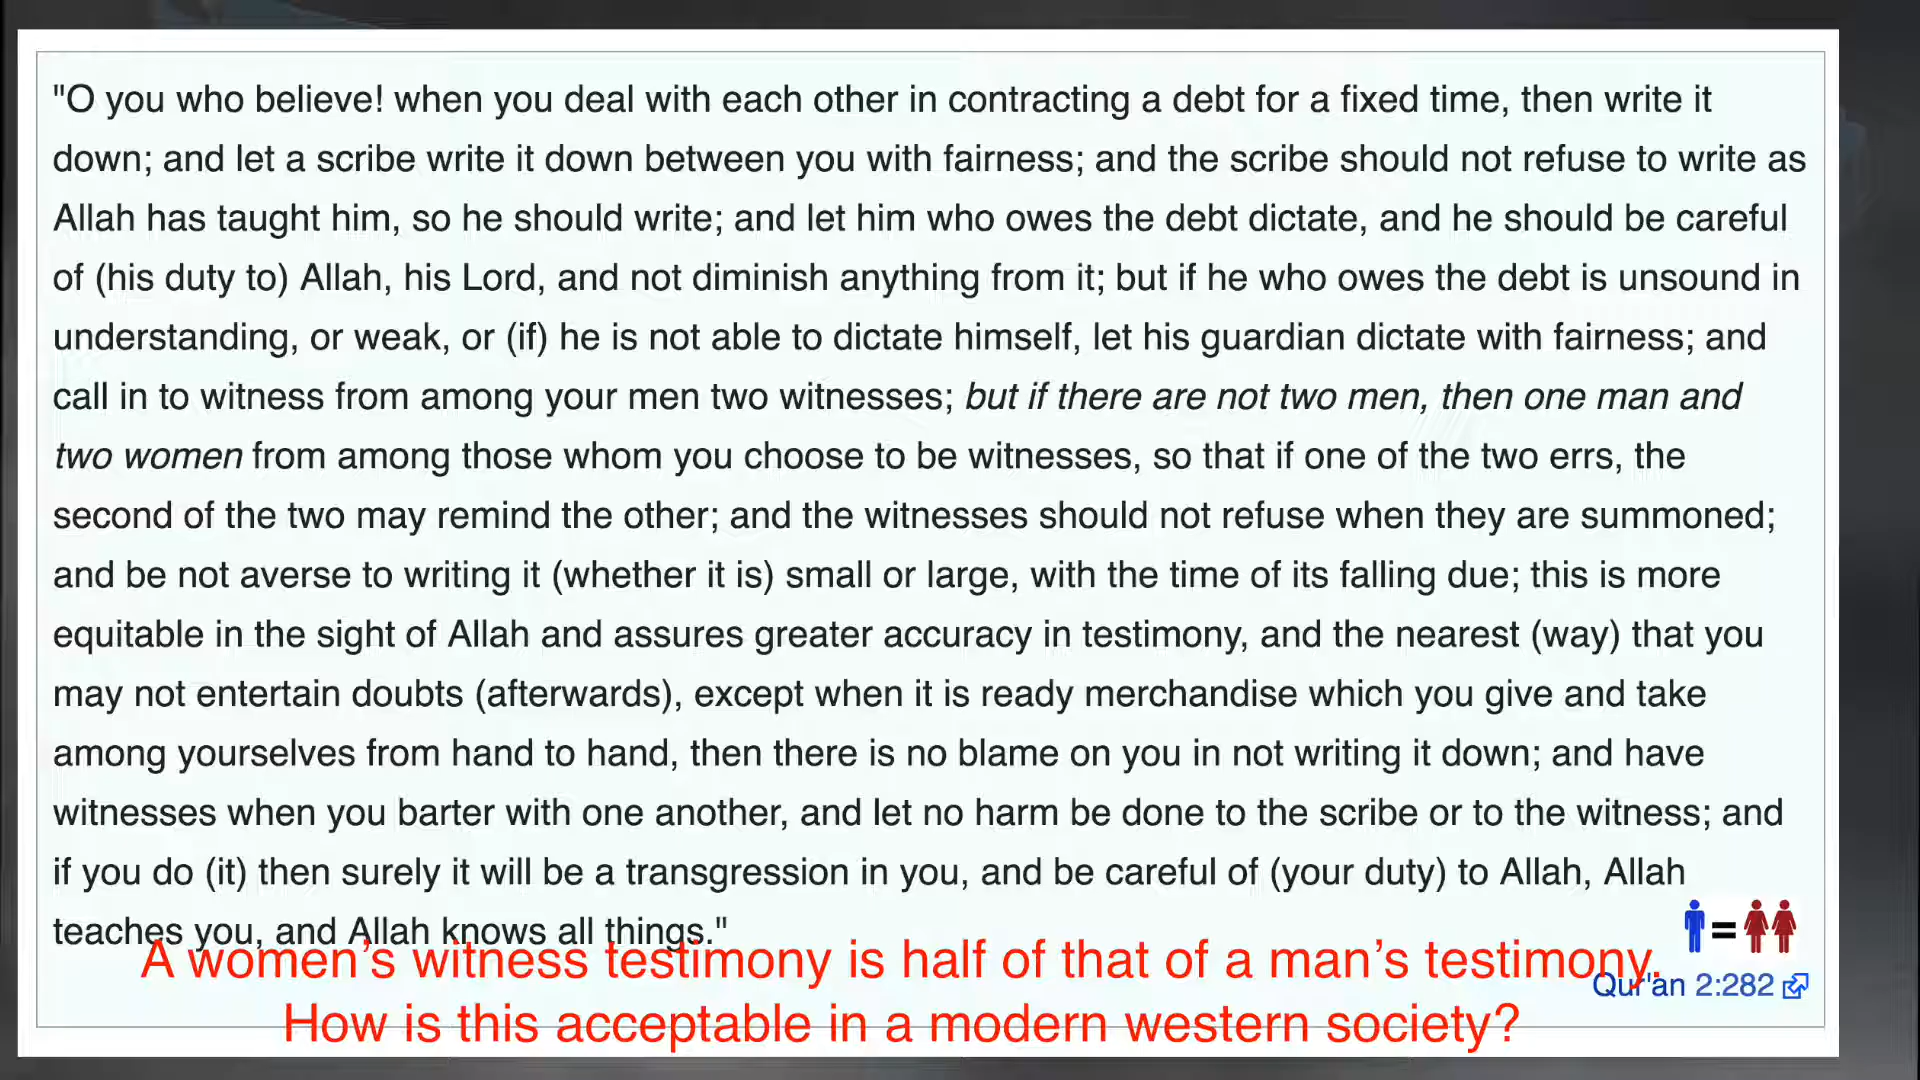 "O you who believe! when you deal with each other in contracting a debt for a fixed time, then write it
down; and let a scribe write it down between you with fairness; and the scribe should not refuse to write as
Allah has taught him, so he should write; and let him who owes the debt dictate, and he should be careful
of (his duty to) Allah, his Lord, and not diminish anything from it; but if he who owes the debt is unsound in
understanding, or weak, or (if) he is not able to dictate himself, let his guardian dictate with fairness; and
call in to witness from among your men two witnesses; but if there are not two men, then one man and
two women from among those whom you choose to be witnesses, so that if one of the two errs, the
second of the two may remind the other; and the witnesses should not refuse when they are summoned;
and be not averse to writing it (whether it is) small or large, with the time of its falling due; this is more
equitable in the sight of Allah and assures greater accuracy in testimony, and the nearest (way) that you
may not entertain doubts (afterwards), except when it is ready merchandise which you give and take
among yourselves from hand to hand, then there is no blame on you in not writing it down; and have
witnesses when you barter with one another, and let no harm be done to the scribe or to the witness; and
if you do (it) then surely it will be a transgression in you, and be careful of (your duty) to Allah, Allah
teaches you, and Allah knows all things."
=
A women’s witness testimony is half of that of a man’s testimony.
Qur'an 2:282
How is this acceptable in a modern western society?